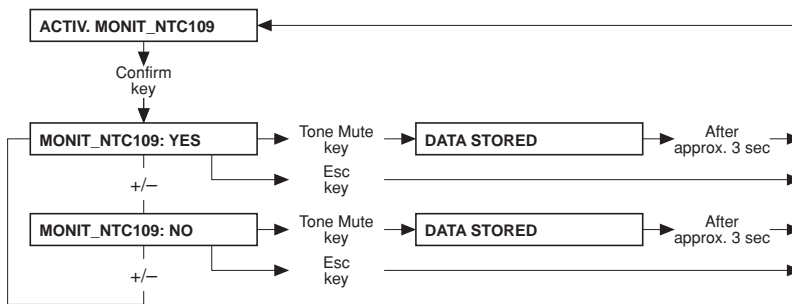 ACTIV. MONIT_NTC109
Confirm
key
MONIT_NTC109: YES
Tone Mute
key
DATA STORED
After
approx. 3 sec
+/–
Esc
key
MONIT_NTC109: NO
Tone Mute
key
DATA STORED
After
approx. 3 sec
+/–
Esc
key